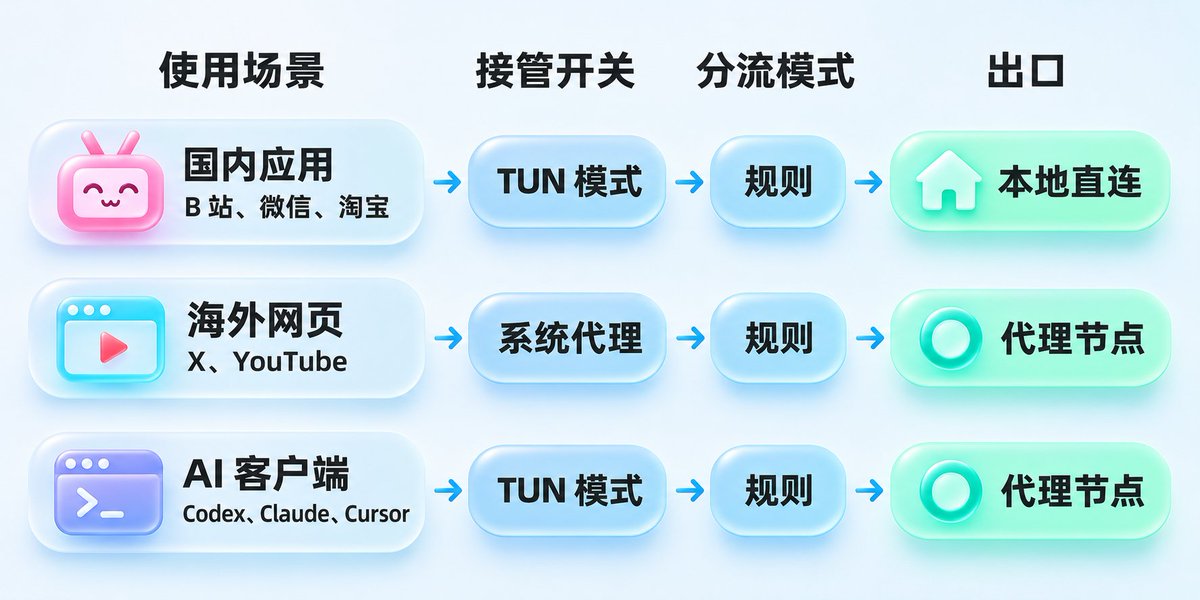 使用场景 接管开关 分流模式 出口
国内应用
B 站、微信、淘宝
TUN 模式
规则
本地直连
海外网页
X、YouTube
系统代理
规则
代理节点
AI 客户端
Codex、Claude、Cursor
TUN 模式
规则
代理节点